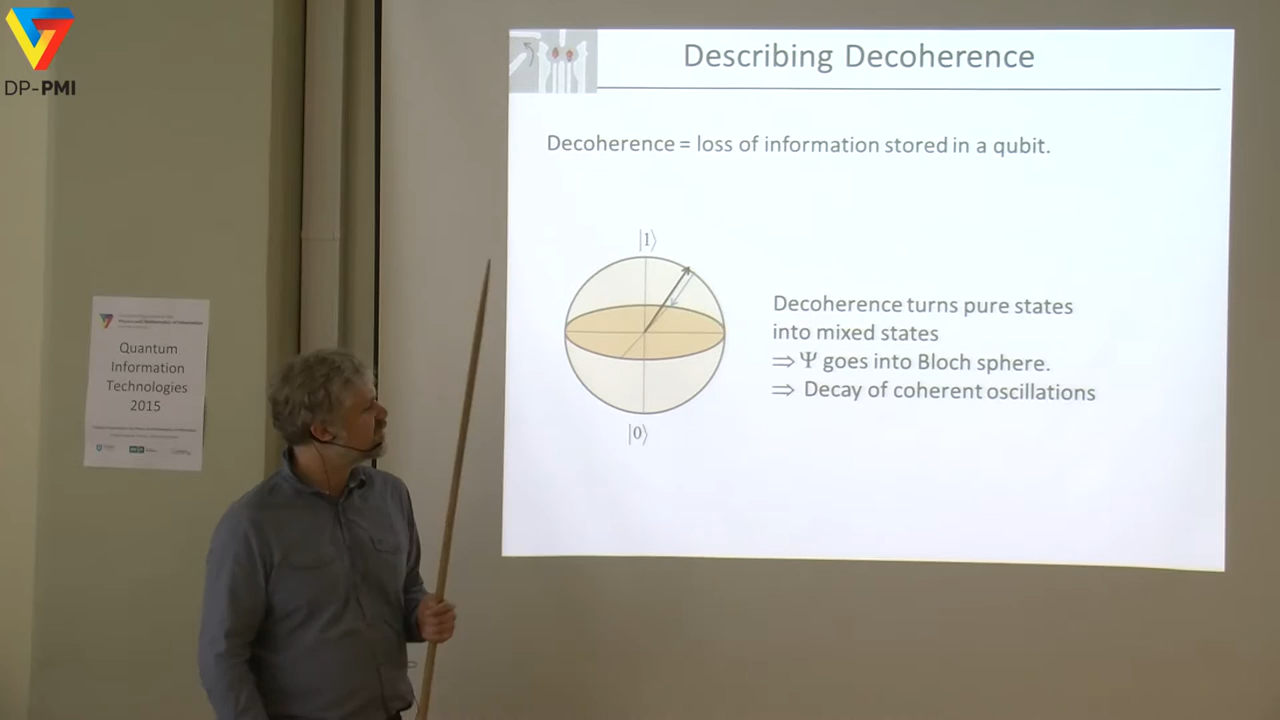 DP-PMI
Describing Decoherence
Decoherence = loss of information stored in a qubit.
|1⟩
|0⟩
Decoherence turns pure states
into mixed states
⇒ Ψ goes into Bloch sphere.
⇒ Decay of coherent oscillations
Quantum
Information
Technologies
2015